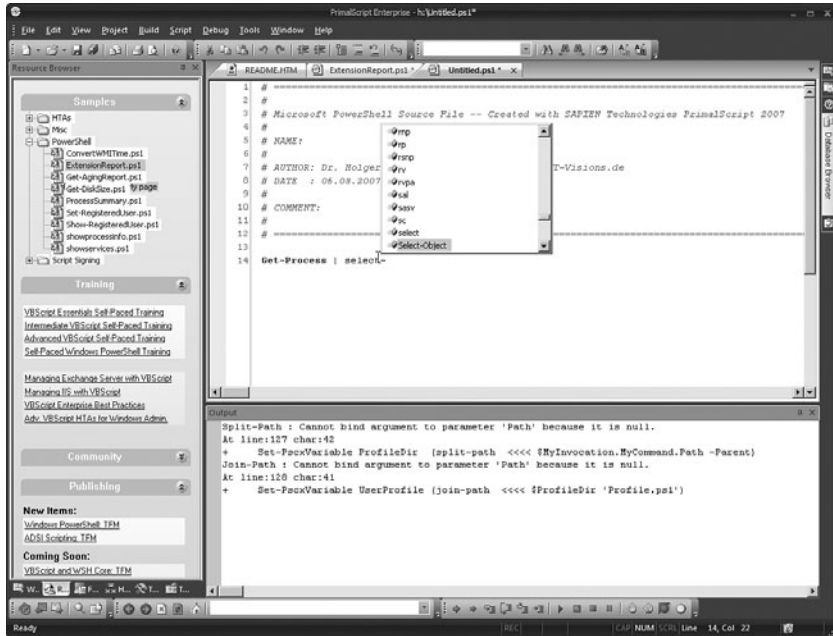 PrimalScript Enterprise - hc\Untitled.ps1*
File Edit View Project Build Script Debug Tools Window Help
Resource Browser
README.HTM ExtensionReport.ps1 * Untitled.ps1 * x
Samples
HTAs
Misc
PowerShell
ConvertWMITime.ps1
ExtensionReport.ps1
Get-AgingReport.ps1
Get-DiskSize.ps1 ty page
ProcessSummary.ps1
Set-RegisteredUser.ps1
Show-RegisteredUser.ps1
showprocessinfo.ps1
showservices.ps1
Script Signing
Training
VBScript Essentials Self-Paced Training
Intermediate VBScript Self-Paced Training
Advanced VBScript Self-Paced Training
Self-Paced Windows PowerShell Training
Managing Exchange Server with VBScript
Managing IIS with VBScript
VBScript Enterprise Best Practices
Adv. VBScript HTAs for Windows Admin.
Community
Publishing
New Items:
Windows PowerShell: TFM
ADSI Scripting: TFM
Coming Soon:
VBScript and WSH Core: TFM
W... R... F... H... T... T...
1 # ==========
2 #
3 # Microsoft PowerShell Source File -- Created with SAPIEN Technologies PrimalScript 2007
4 #
5 # NAME:
6 #
7 # AUTHOR: Dr. Holger T-Visions.de
8 # DATE : 06.08.2007
9 #
10 # COMMENT:
11 #
12 # ==========
13
14 Get-Process | select-
rnp
rp
rsnp
rv
rvpa
sal
sasv
sc
select
Select-Object
Database Browser
Output
Split-Path : Cannot bind argument to parameter 'Path' because it is null.
At line:127 char:42
+ Set-PscxVariable ProfileDir (split-path <<<< $MyInvocation.MyCommand.Path -Parent)
Join-Path : Cannot bind argument to parameter 'Path' because it is null.
At line:128 char:41
+ Set-PscxVariable UserProfile (join-path <<<< $ProfileDir 'Profile.ps1')
Ready REC CAP NUM SCRL Line 14, Col 22